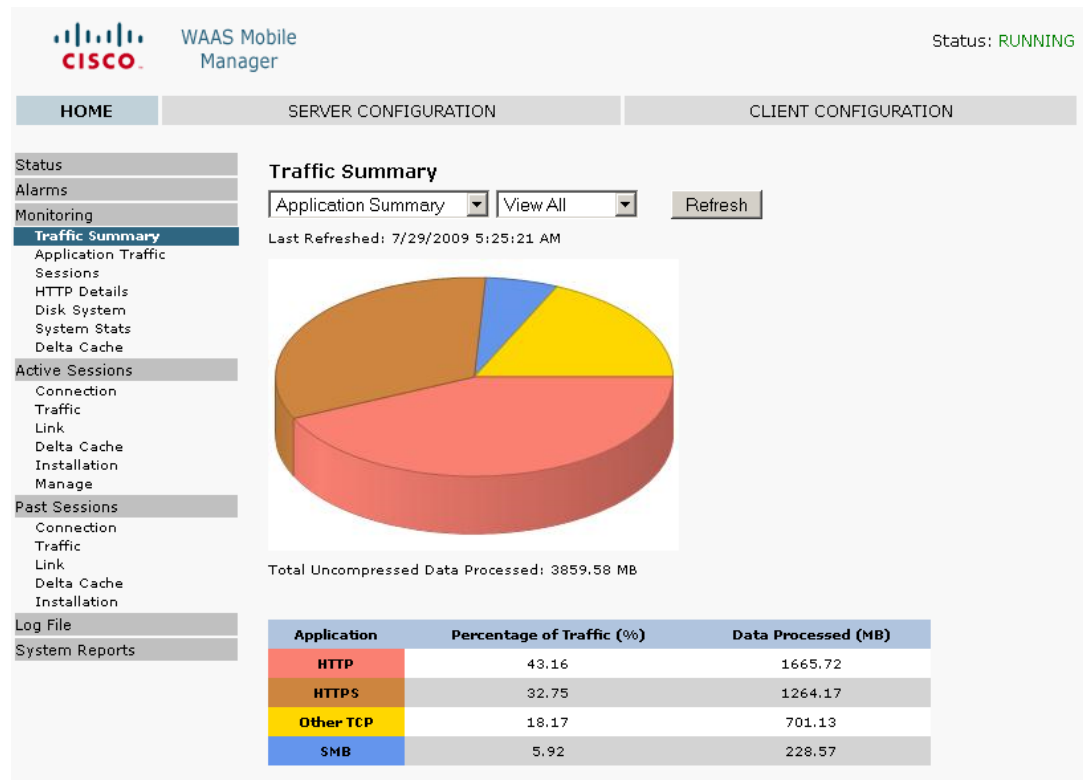 CISCO
WAAS Mobile
Manager
Status: RUNNING
HOME
SERVER CONFIGURATION
CLIENT CONFIGURATION
Status
Alarms
Monitoring
Traffic Summary
Application Traffic
Sessions
HTTP Details
Disk System
System Stats
Delta Cache
Active Sessions
Connection
Traffic
Link
Delta Cache
Installation
Manage
Past Sessions
Connection
Traffic
Link
Delta Cache
Installation
Log File
System Reports
Traffic Summary
Application Summary View All Refresh
Last Refreshed: 7/29/2009 5:25:21 AM
Total Uncompressed Data Processed: 3859.58 MB
Application Percentage of Traffic (%) Data Processed (MB)
HTTP 43.16 1665.72
HTTPS 32.75 1264.17
Other TCP 18.17 701.13
SMB 5.92 228.57